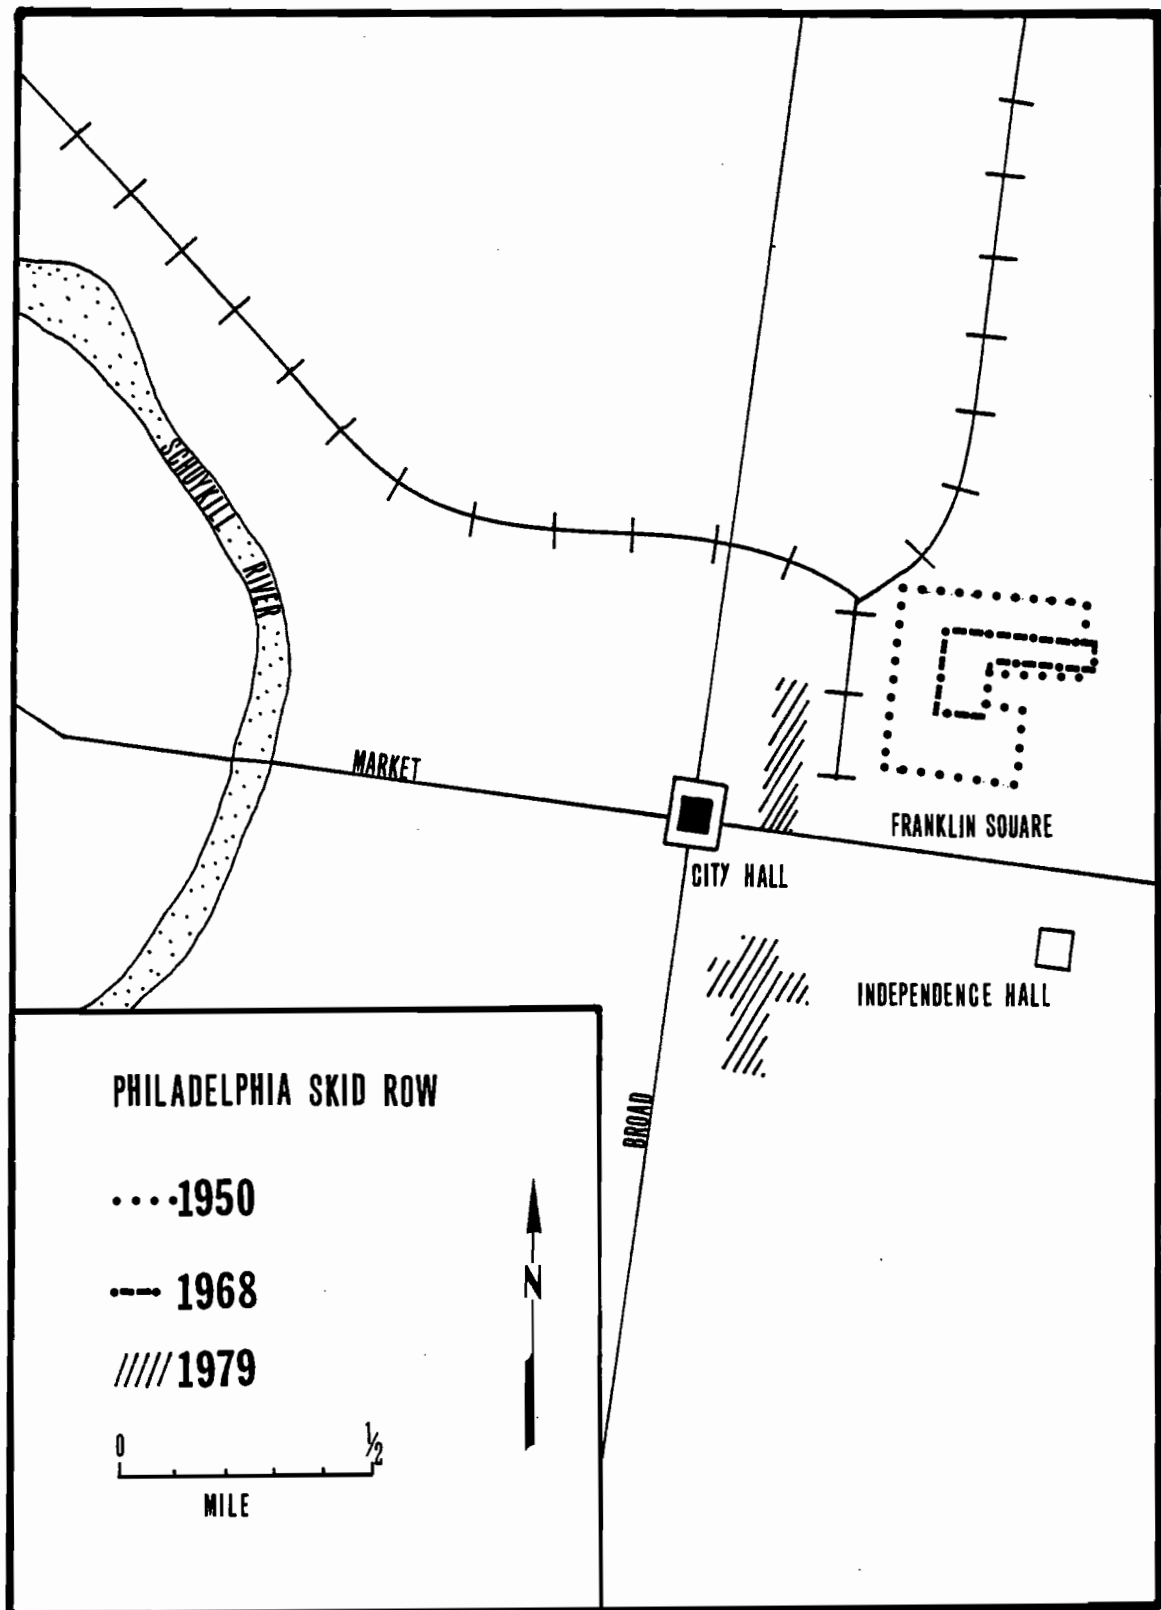 SCHUYKILL
RIVER
MARKET
FRANKLIN SQUARE
CITY HALL
INDEPENDENCE HALL
BROAD
PHILADELPHIA SKID ROW
1950
1968
1979
N
0 ½
MILE